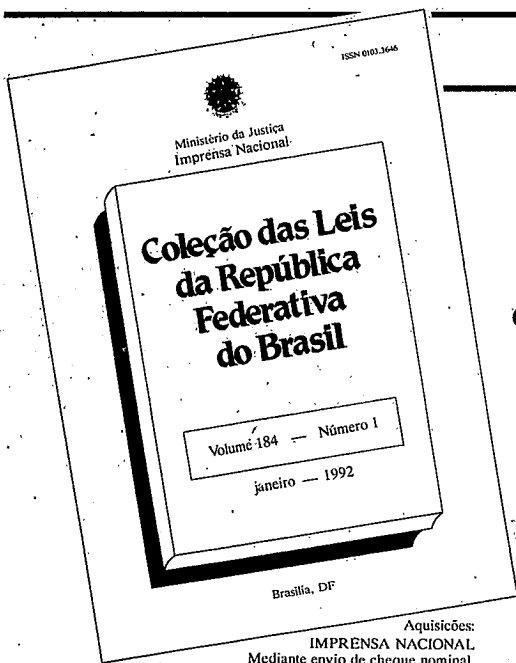 ISSN 0103.3646
Ministério da Justiça
Imprensa Nacional
Coleção das Leis
da República
Federativa
do Brasil
Volume 184 — Número 1
janeiro — 1992
Brasília, DF
Aquisições:
IMPRENSA NACIONAL
Mediante envio de cheque nominal,